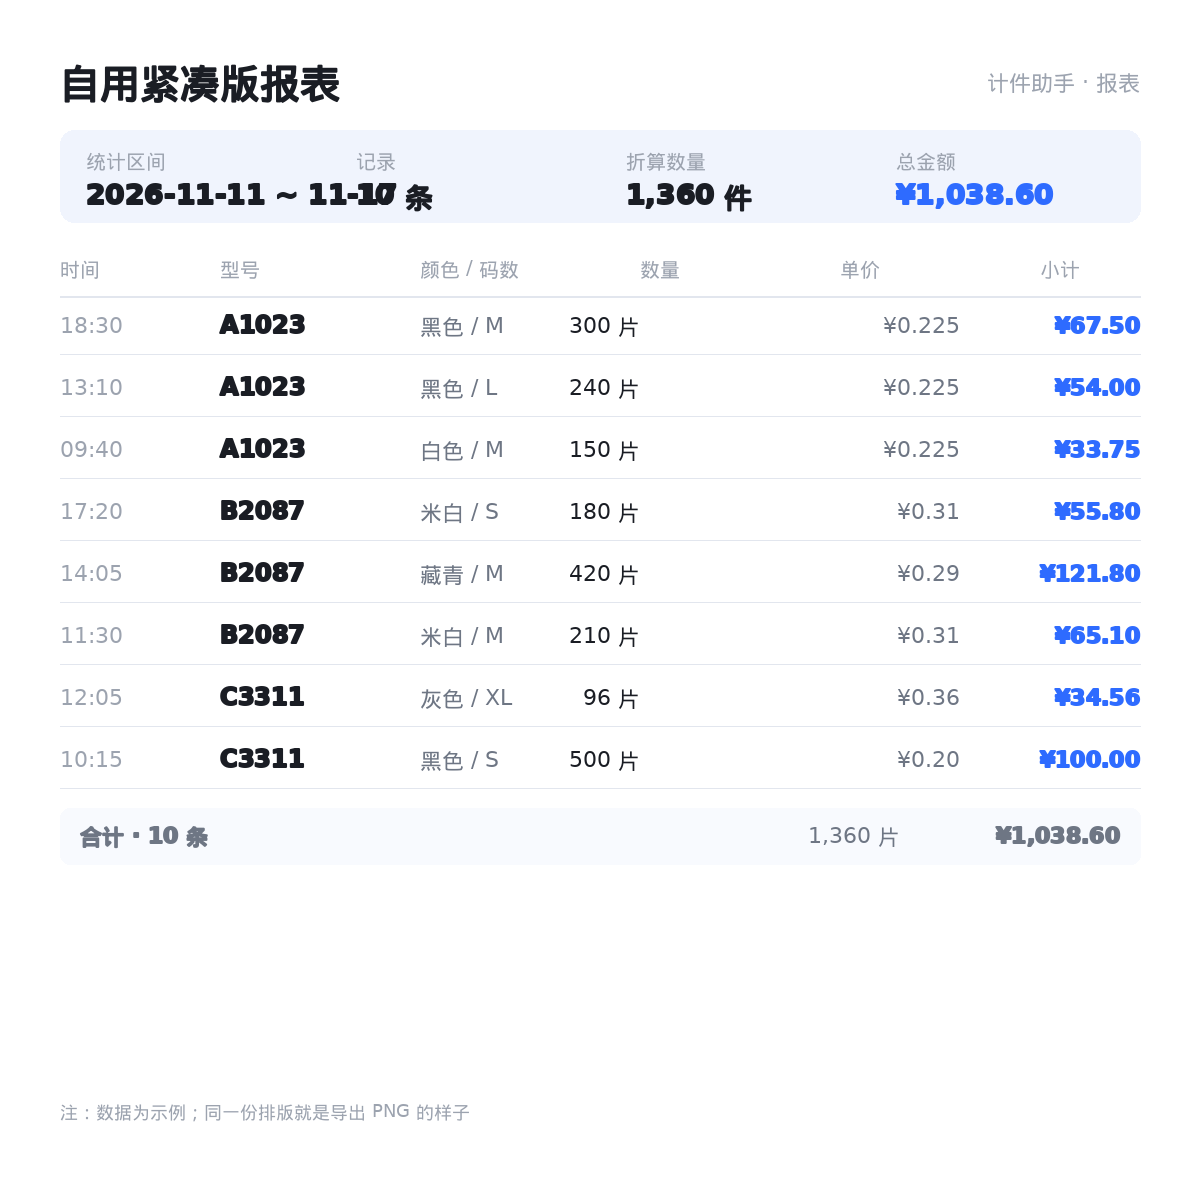 自用紧凑版报表
计件助手 · 报表
统计区间 记录 折算数量 总金额
2026-11-11 ~ 11-17 10 条 1,360 件 ¥1,038.60
时间 型号 颜色 / 码数 数量 单价 小计
18:30 A1023 黑色 / M 300 片 ¥0.225 ¥67.50
13:10 A1023 黑色 / L 240 片 ¥0.225 ¥54.00
09:40 A1023 白色 / M 150 片 ¥0.225 ¥33.75
17:20 B2087 米白 / S 180 片 ¥0.31 ¥55.80
14:05 B2087 藏青 / M 420 片 ¥0.29 ¥121.80
11:30 B2087 米白 / M 210 片 ¥0.31 ¥65.10
12:05 C3311 灰色 / XL 96 片 ¥0.36 ¥34.56
10:15 C3311 黑色 / S 500 片 ¥0.20 ¥100.00
合计 · 10 条 1,360 片 ¥1,038.60
注：数据为示例；同一份排版就是导出 PNG 的样子